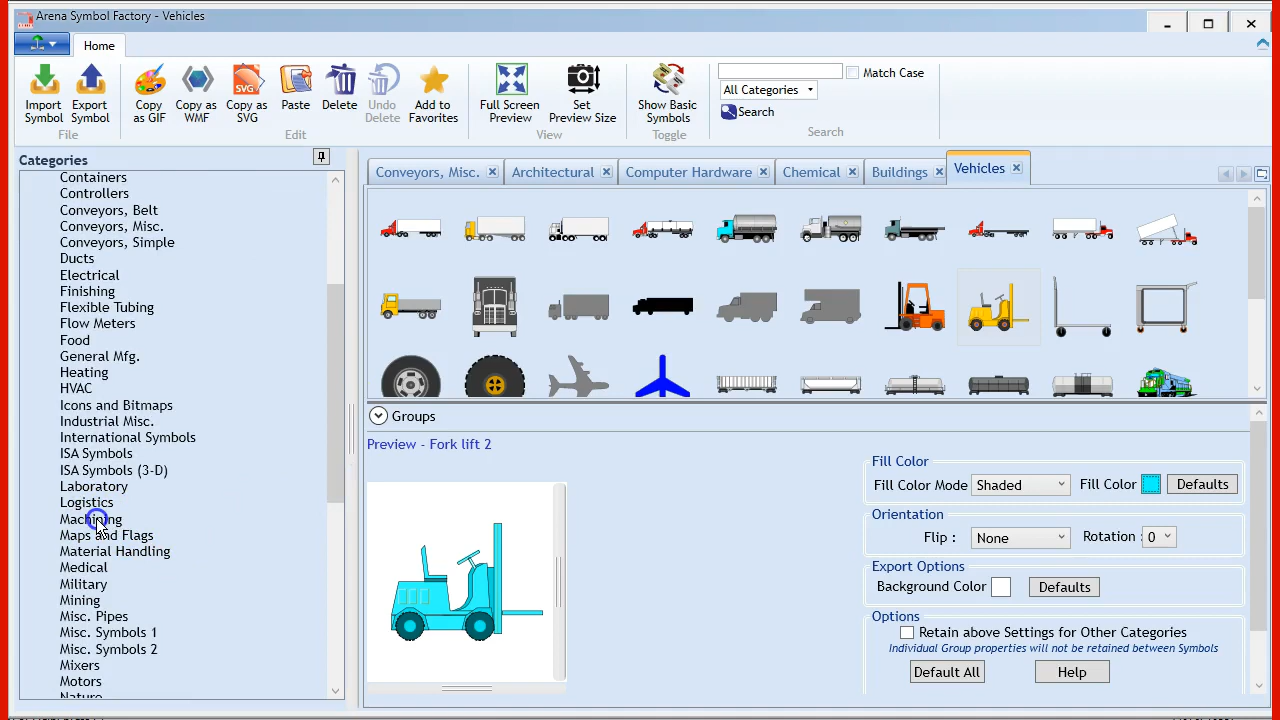 Arena Symbol Factory - Vehicles
Home
Import Symbol
Export Symbol
File
Copy as GIF
Copy as WMF
Copy as SVG
Paste
Delete
Undo Delete
Add to Favorites
Edit
Full Screen Preview
Set Preview Size
View
Show Basic Symbols
Toggle
Match Case
All Categories
Search
Search
Categories
Containers
Controllers
Conveyors, Belt
Conveyors, Misc.
Conveyors, Simple
Ducts
Electrical
Finishing
Flexible Tubing
Flow Meters
Food
General Mfg.
Heating
HVAC
Icons and Bitmaps
Industrial Misc.
International Symbols
ISA Symbols
ISA Symbols (3-D)
Laboratory
Logistics
Machining
Maps and Flags
Material Handling
Medical
Military
Mining
Misc. Pipes
Misc. Symbols 1
Misc. Symbols 2
Mixers
Motors
Nature
Conveyors, Misc.
Architectural
Computer Hardware
Chemical
Buildings
Vehicles
Groups
Preview - Fork lift 2
Fill Color
Fill Color Mode
Shaded
Fill Color
Defaults
Orientation
Flip :
None
Rotation :
0
Export Options
Background Color
Defaults
Options
Retain above Settings for Other Categories
Individual Group properties will not be retained between Symbols
Default All
Help